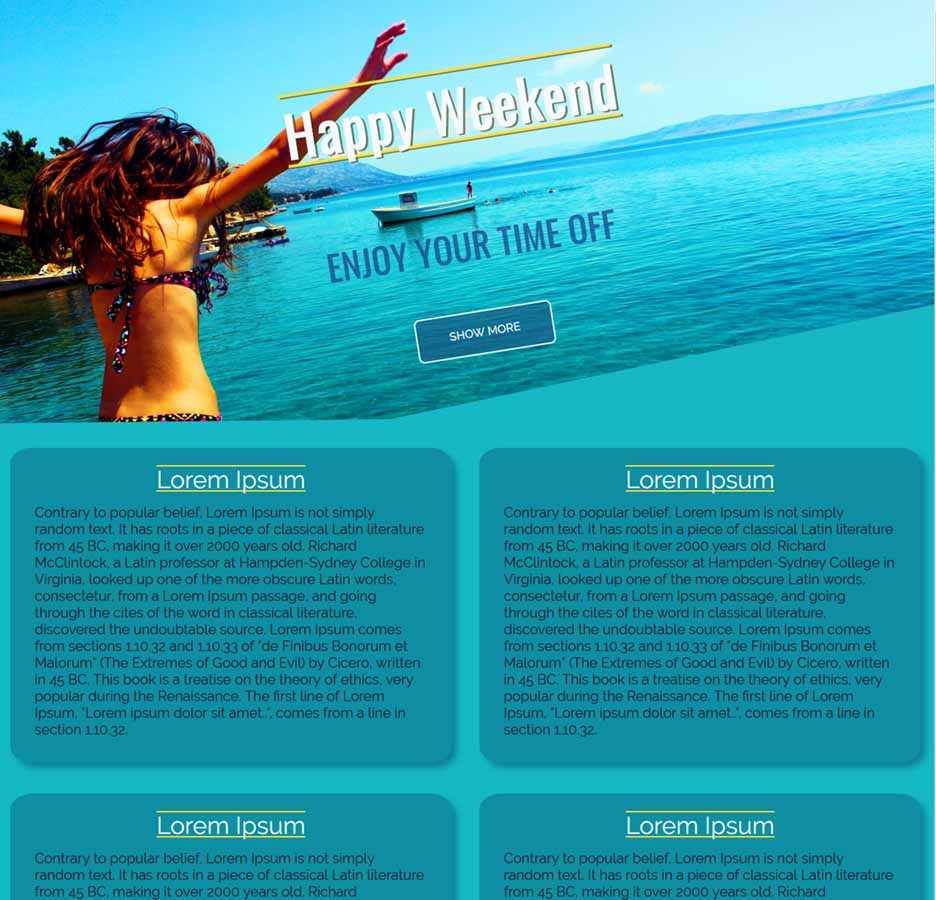 Happy Weekend
ENJOY YOUR TIME OFF
SHOW MORE
Lorem Ipsum
Contrary to popular belief, Lorem Ipsum is not simply
random text. It has roots in a piece of classical Latin literature
from 45 BC, making it over 2000 years old. Richard
McClintock, a Latin professor at Hampden-Sydney College in
Virginia, looked up one of the more obscure Latin words,
consectetur, from a Lorem Ipsum passage, and going
through the cites of the word in classical literature,
discovered the undoubtable source. Lorem Ipsum comes
from sections 1.10.32 and 1.10.33 of "de Finibus Bonorum et
Malorum" (The Extremes of Good and Evil) by Cicero, written
in 45 BC. This book is a treatise on the theory of ethics, very
popular during the Renaissance. The first line of Lorem
Ipsum, "Lorem ipsum dolor sit amet..", comes from a line in
section 1.10.32.
Lorem Ipsum
Contrary to popular belief, Lorem Ipsum is not simply
random text. It has roots in a piece of classical Latin literature
from 45 BC, making it over 2000 years old. Richard
McClintock, a Latin professor at Hampden-Sydney College in
Virginia, looked up one of the more obscure Latin words,
consectetur, from a Lorem Ipsum passage, and going
through the cites of the word in classical literature,
discovered the undoubtable source. Lorem Ipsum comes
from sections 1.10.32 and 1.10.33 of "de Finibus Bonorum et
Malorum" (The Extremes of Good and Evil) by Cicero, written
in 45 BC. This book is a treatise on the theory of ethics, very
popular during the Renaissance. The first line of Lorem
Ipsum, "Lorem ipsum dolor sit amet..", comes from a line in
section 1.10.32.
Lorem Ipsum
Contrary to popular belief, Lorem Ipsum is not simply
random text. It has roots in a piece of classical Latin literature
from 45 BC, making it over 2000 years old. Richard
Lorem Ipsum
Contrary to popular belief, Lorem Ipsum is not simply
random text. It has roots in a piece of classical Latin literature
from 45 BC, making it over 2000 years old. Richard